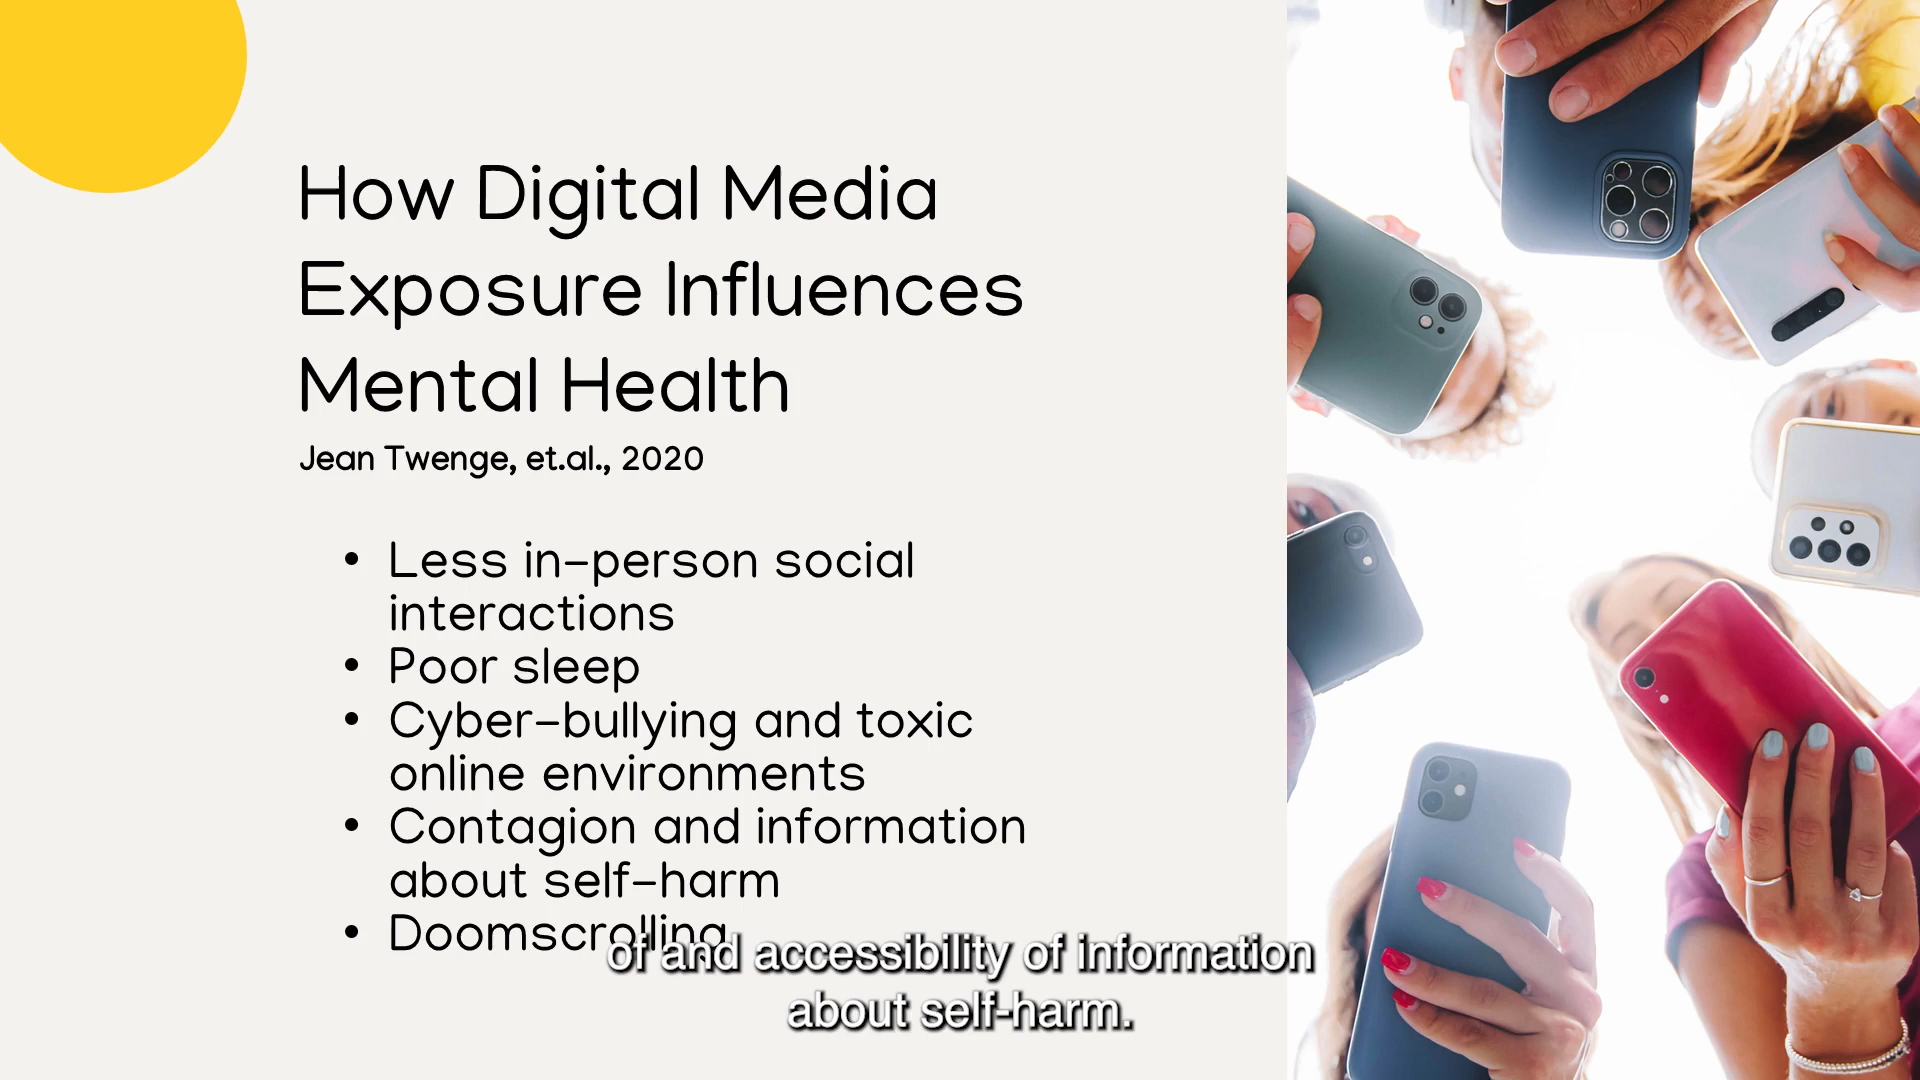 How Digital Media
Exposure Influences
Mental Health
Jean Twenge, et.al., 2020
• Less in-person social
interactions
• Poor sleep
• Cyber-bullying and toxic
online environments
• Contagion and information
about self-harm
• Doomscrolling
of and accessibility of information
about self-harm.